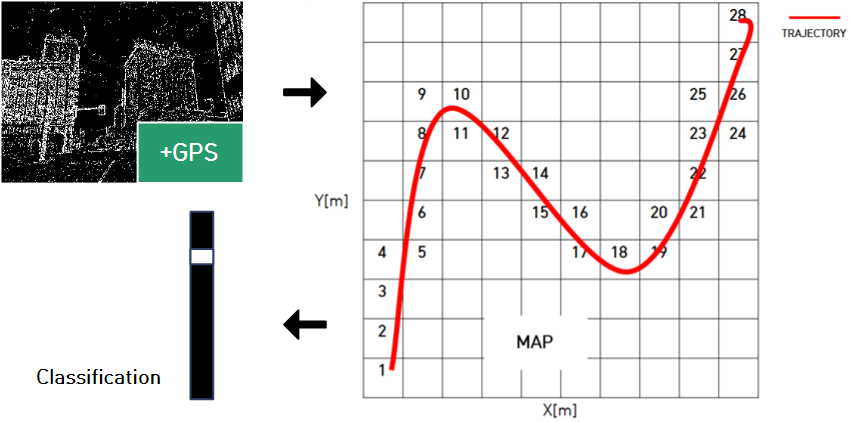 28
TRAJECTORY
27
9 10 25 26
+GPS
8 11 12 23 24
7 13 14 22
Y[m]
6 15 16 20 21
4 5 17 18 19
3
2
MAP
1
Classification
X[m]